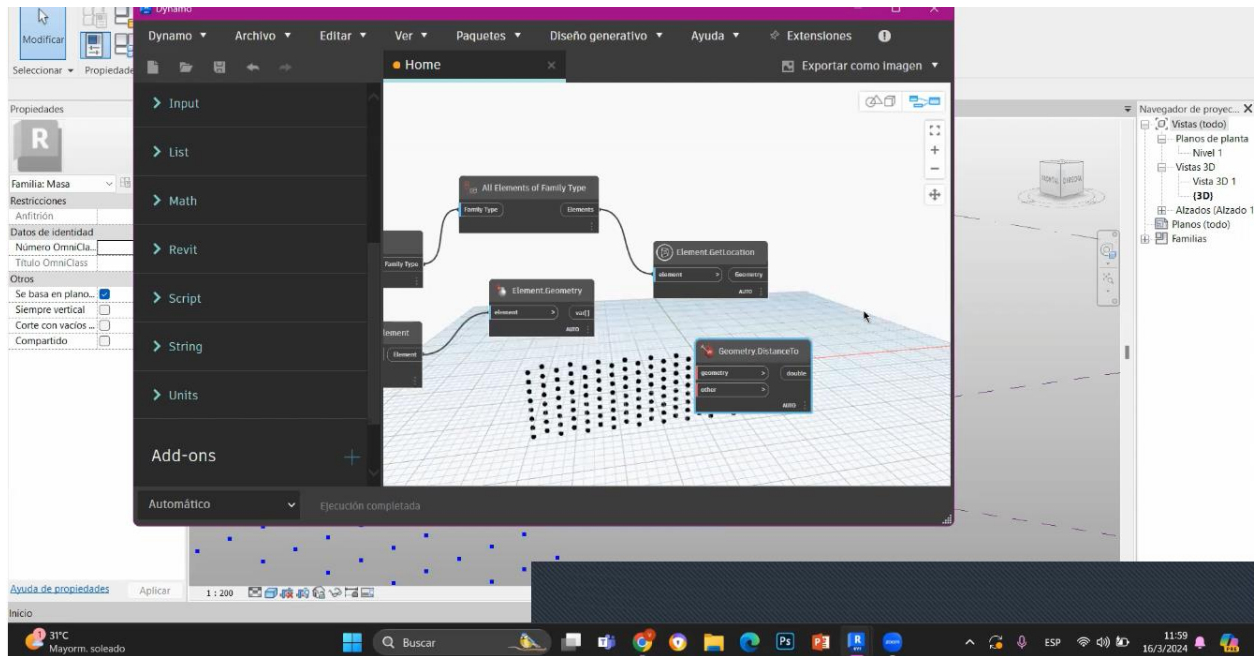 Dynamo
Modificar
Seleccionar
Propiedade
Dynamo Archivo Editar Ver Paquetes Diseño generativo Ayuda Extensiones
Home
Exportar como Imagen
Input
List
Math
Revit
Script
String
Units
Add-ons
Automático
Ejecución completada
All Elements of Family Type
Family Type Elements
Family Type
Element.GetLocation
element > Geometry
AUTO
Element.Geometry
element > var[]
AUTO
lement
Element
Geometry.DistanceTo
geometry > double
other >
AUTO
Propiedades
R
Familia: Masa
Restricciones
Anfitrión
Datos de identidad
Número OmniCla...
Título OmniClass
Otros
Se basa en plano...
Siempre vertical
Corte con vacíos ...
Compartido
Ayuda de propiedades
Aplicar
1 : 200
Inicio
Navegador de proyec... X
Vistas (todo)
Planos de planta
Nivel 1
Vistas 3D
Vista 3D 1
{3D}
Alzados (Alzado 1
Planos (todo)
Familias
1
31°C
Mayorm. soleado
Buscar
Ps
R
zoom
ESP
11:59
16/3/2024